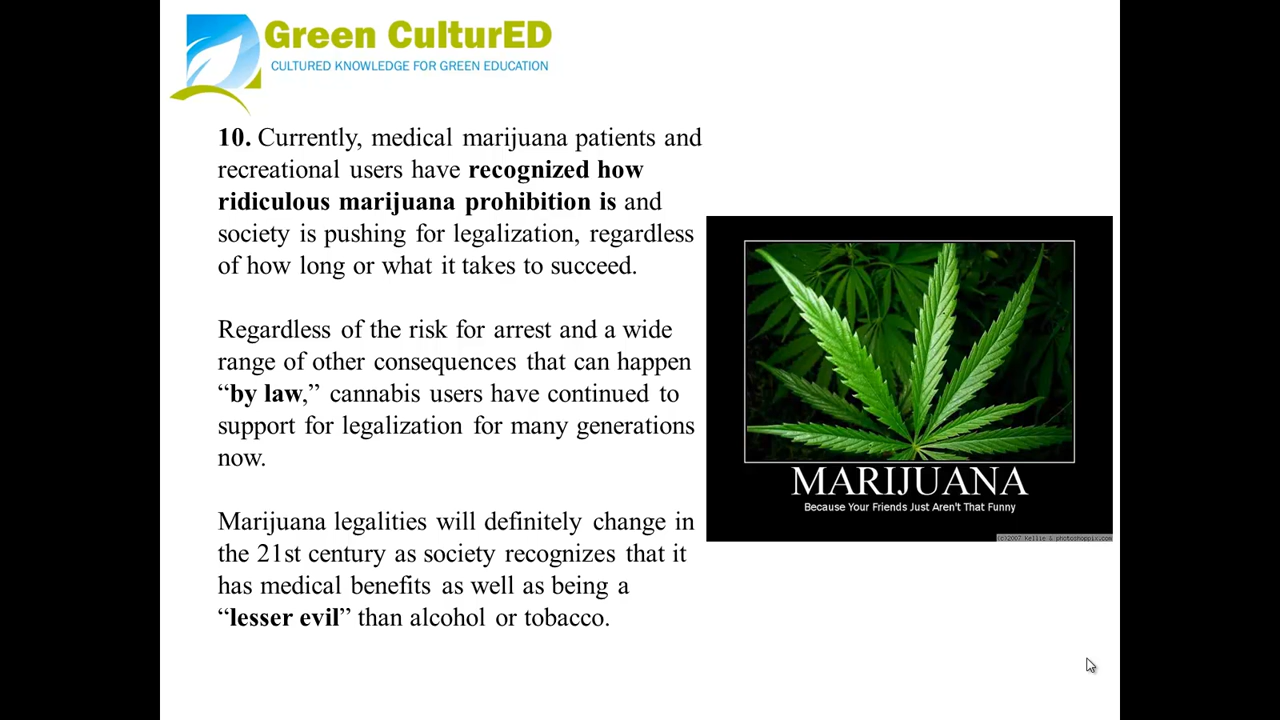 Green CulturED
CULTURED KNOWLEDGE FOR GREEN EDUCATION
10. Currently, medical marijuana patients and
recreational users have recognized how
ridiculous marijuana prohibition is and
society is pushing for legalization, regardless
of how long or what it takes to succeed.
Regardless of the risk for arrest and a wide
range of other consequences that can happen
“by law,” cannabis users have continued to
support for legalization for many generations
now.
Marijuana legalities will definitely change in
the 21st century as society recognizes that it
has medical benefits as well as being a
“lesser evil” than alcohol or tobacco.
MARIJUANA
Because Your Friends Just Aren't That Funny
(c)2007 Kellie @ photoshoppix.com